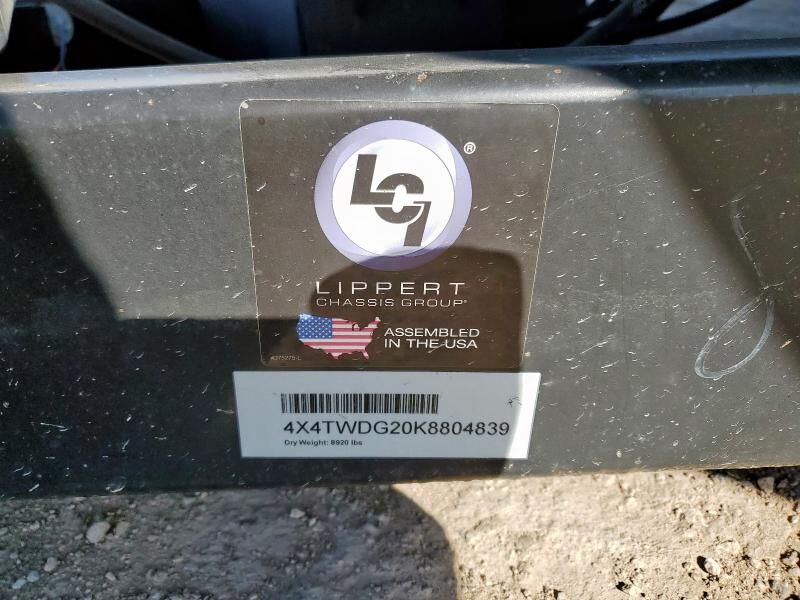 LCI®
LIPPERT
CHASSIS GROUP®
ASSEMBLED
IN THE USA
4X4TWDG20K8804839
Dry Weight: 8920 lbs